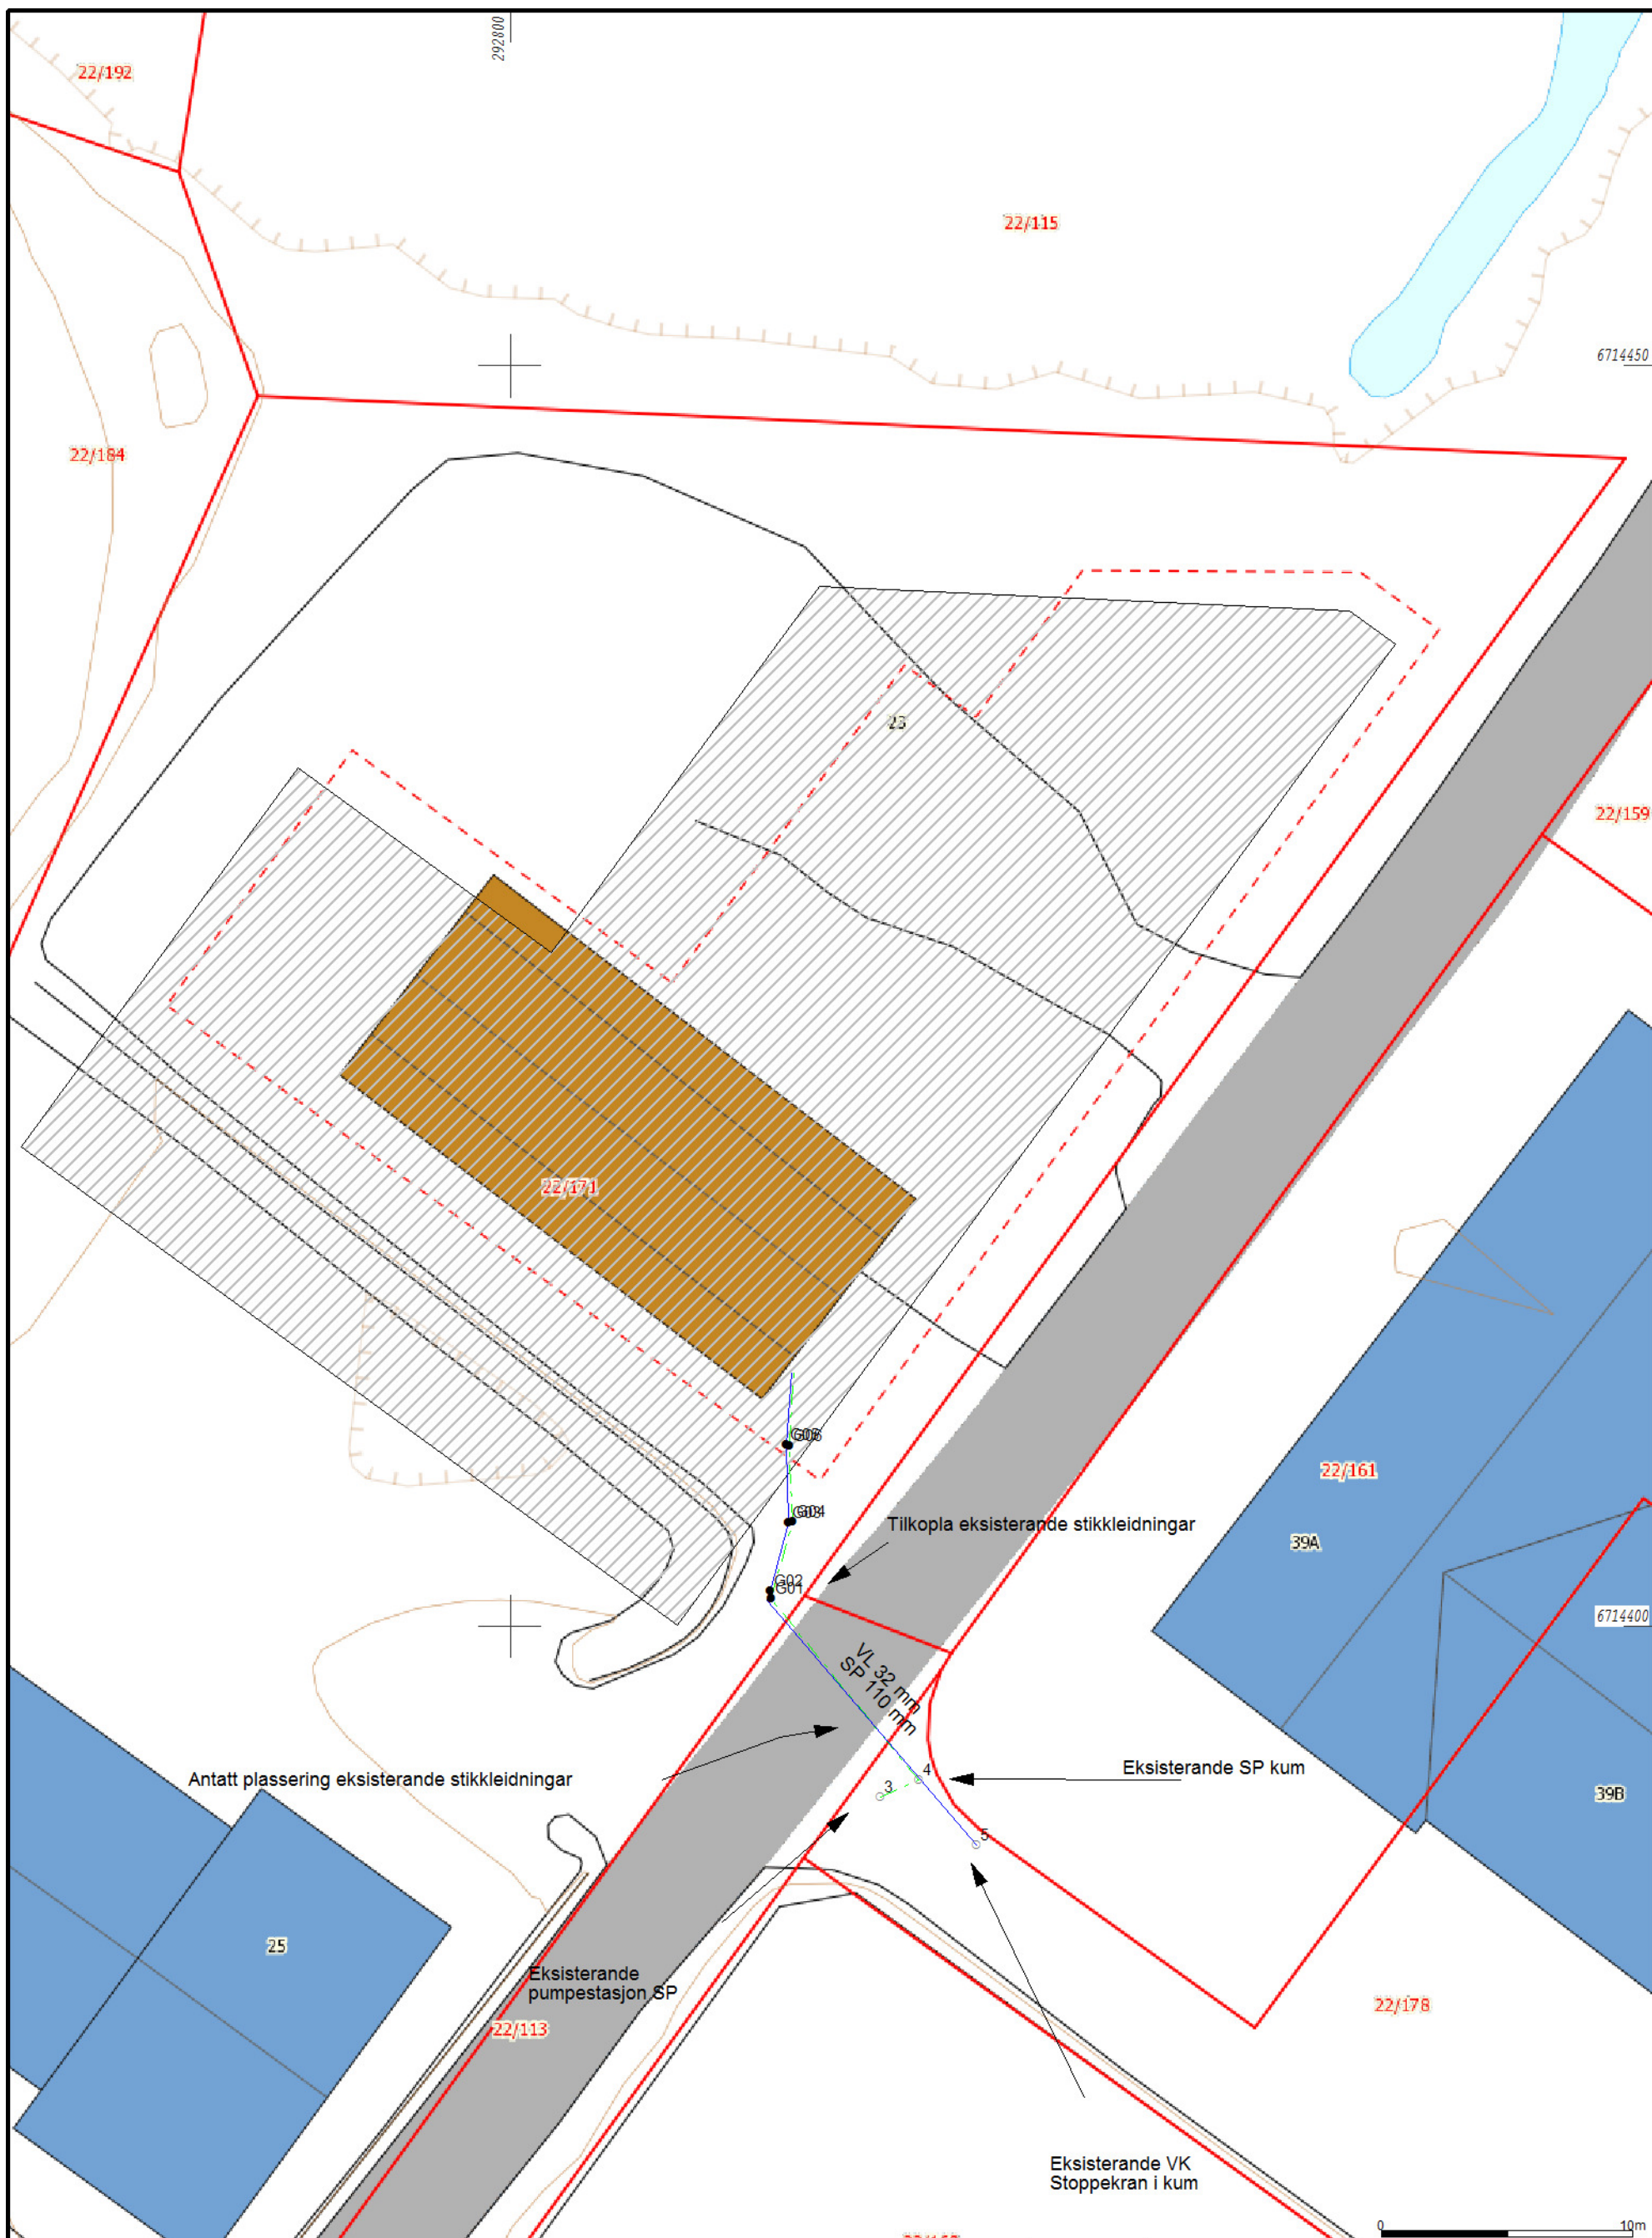 292800
22/192
22/115
6714450
22/184
23
22/159
22/171
22/161
G04
Tilkopla eksisterande stikkleidningar
39A
G02
G01
6714400
VL 32 mm
SP 110 mm
Eksisterande SP kum
4
Antatt plassering eksisterande stikkleidningar
3
39B
5
25
Eksisterande
pumpestasjon SP
22/178
22/113
Eksisterande VK
Stoppekran i kum
0 10m